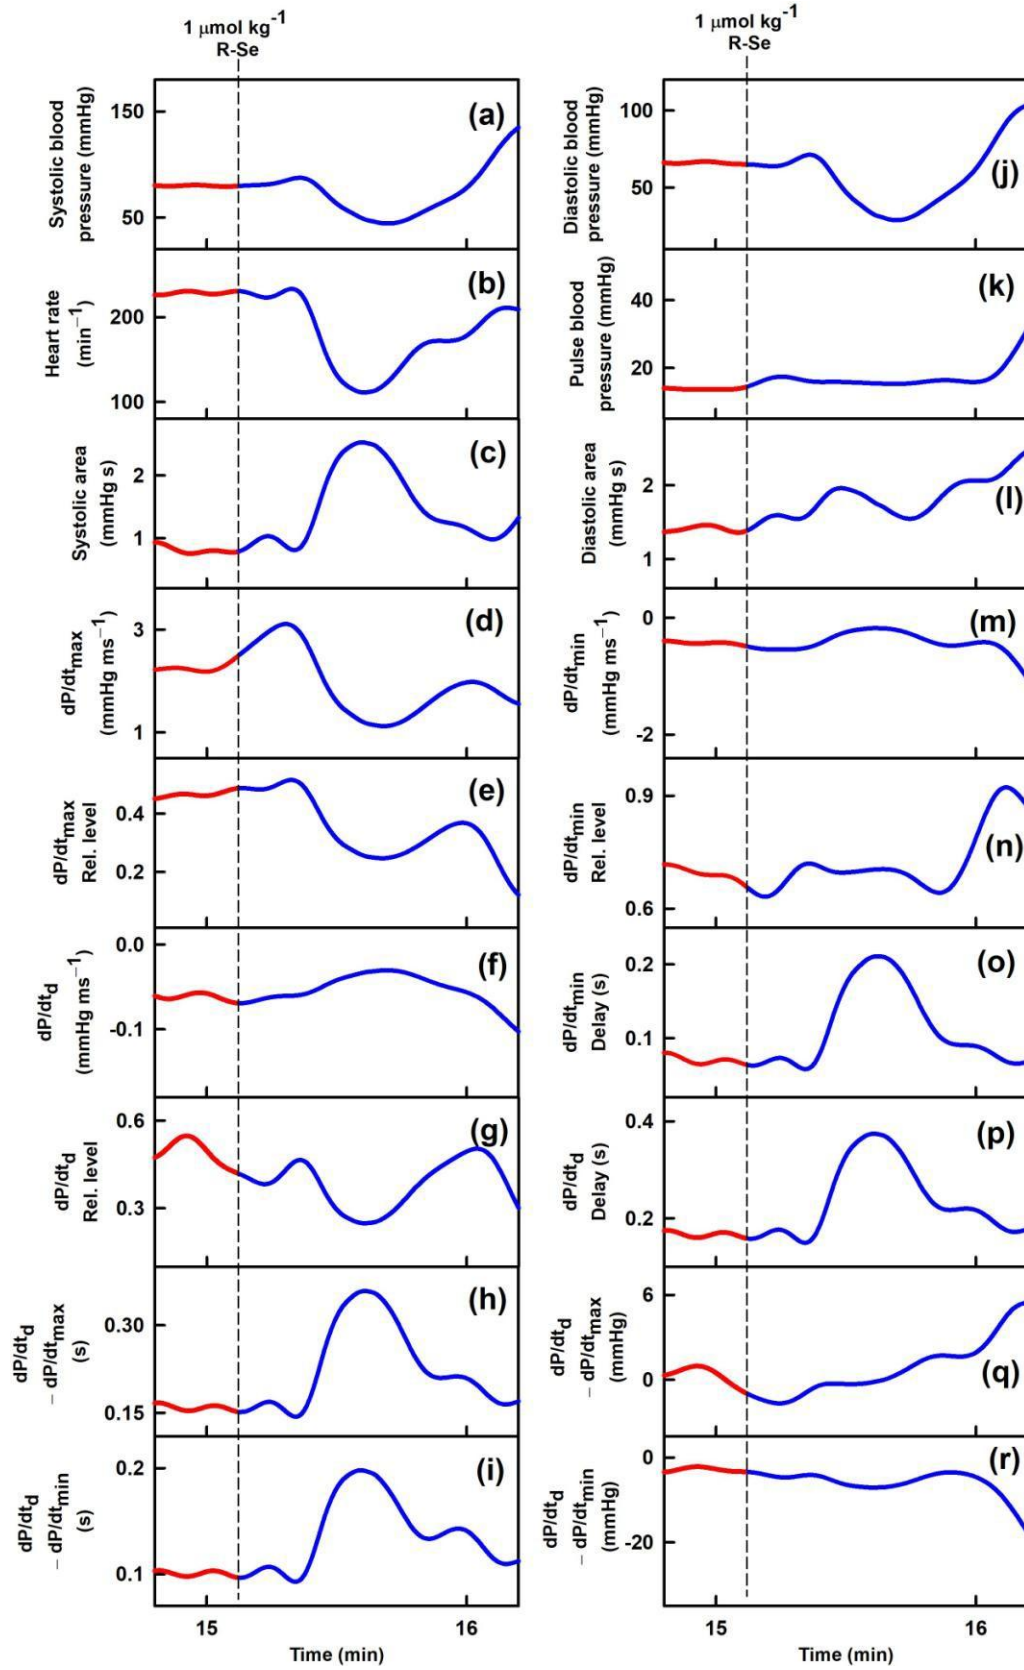 1 μmol kg⁻¹
R-Se
1 μmol kg⁻¹
R-Se
Systolic blood
pressure (mmHg)
150
50
(a)
Heart rate
(min⁻¹)
200
100
(b)
Systolic area
(mmHg s)
2
1
(c)
dP/dtmax
(mmHg ms⁻¹)
3
1
(d)
dP/dtmax
Rel. level
0.4
0.2
(e)
dP/dtd
(mmHg ms⁻¹)
0.0
-0.1
(f)
dP/dtd
Rel. level
0.6
0.3
(g)
dP/dtd
– dP/dtmax
(s)
0.30
0.15
(h)
dP/dtd
– dP/dtmin
(s)
0.2
0.1
(i)
15
16
Time (min)
Diastolic blood
pressure (mmHg)
100
50
(j)
Pulse blood
pressure (mmHg)
40
20
(k)
Diastolic area
(mmHg s)
2
1
(l)
dP/dtmin
(mmHg ms⁻¹)
0
-2
(m)
dP/dtmin
Rel. level
0.9
0.6
(n)
dP/dtmin
Delay (s)
0.2
0.1
(o)
dP/dtd
Delay (s)
0.4
0.2
(p)
dP/dtd
– dP/dtmax
(mmHg)
6
0
(q)
dP/dtd
– dP/dtmin
(mmHg)
0
-20
(r)
15
16
Time (min)